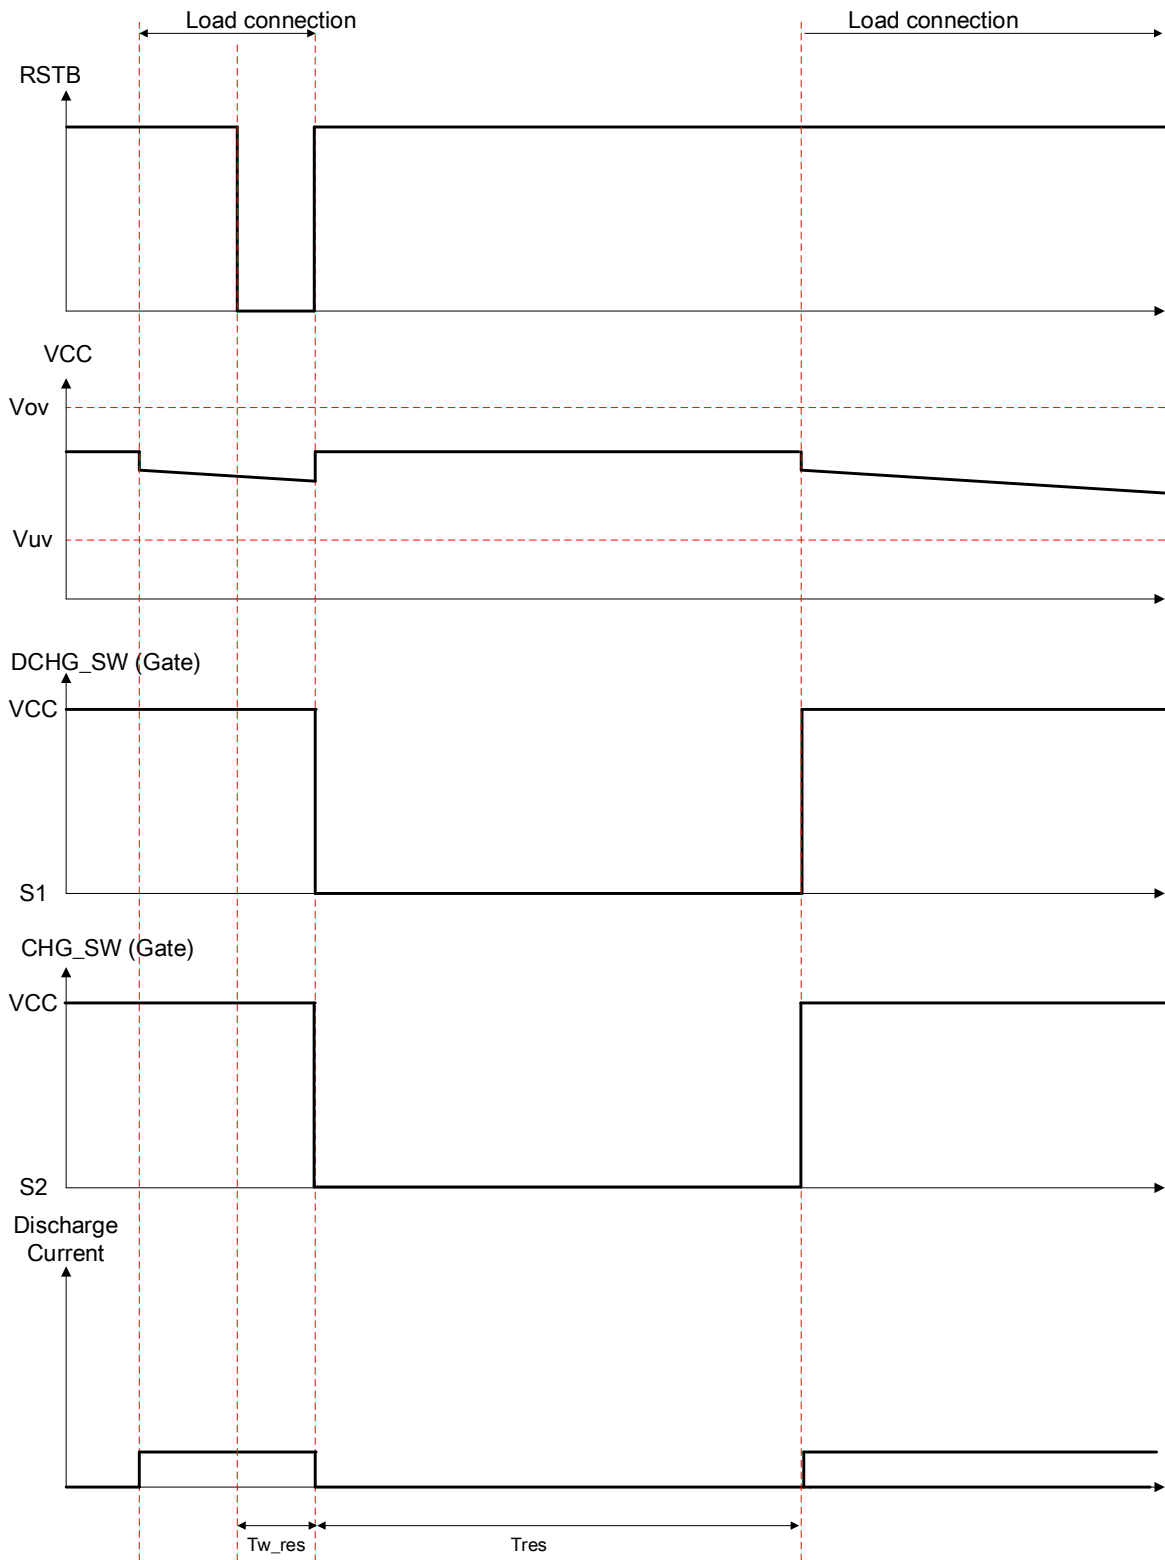 Load connection
Load connection
RSTB
VCC
Vov
Vuv
DCHG_SW (Gate)
VCC
S1
CHG_SW (Gate)
VCC
S2
Discharge
Current
Tw_res
Tres